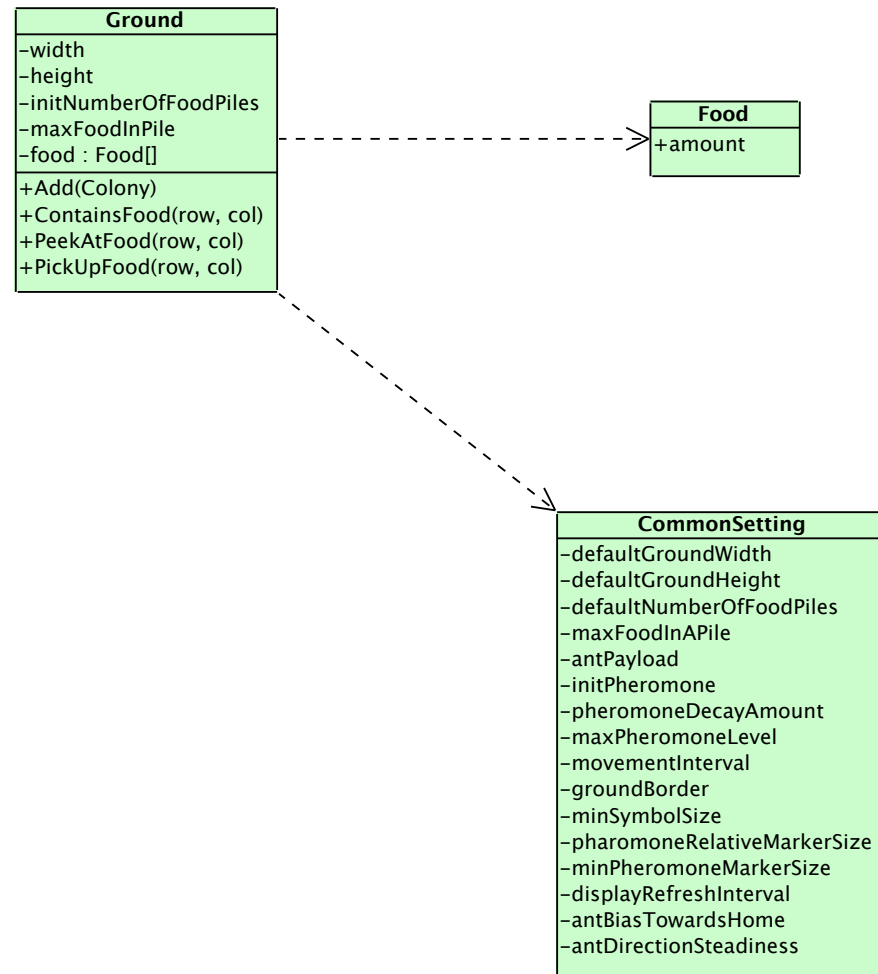 Ground
-width
-height
-initNumberOfFoodPiles
-maxFoodInPile
-food : Food[]
+Add(Colony)
+ContainsFood(row, col)
+PeekAtFood(row, col)
+PickUpFood(row, col)
Food
+amount
CommonSetting
-defaultGroundWidth
-defaultGroundHeight
-defaultNumberOfFoodPiles
-maxFoodInAPile
-antPayload
-initPheromone
-pheromoneDecayAmount
-maxPheromoneLevel
-movementInterval
-groundBorder
-minSymbolSize
-pharomoneRelativeMarkerSize
-minPheromoneMarkerSize
-displayRefreshInterval
-antBiasTowardsHome
-antDirectionSteadiness